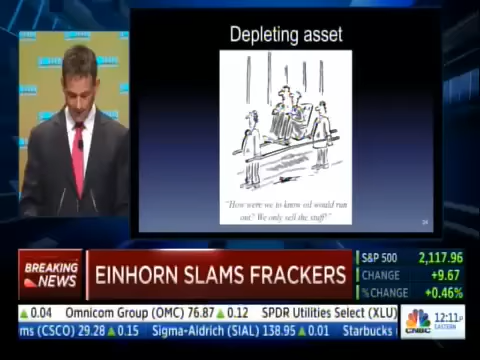 Depleting asset
"How were we to know oil would run
out? We only sell the stuff!"
BREAKING
NEWS
EINHORN SLAMS FRACKERS
S&P 500 2,117.96
CHANGE +9.67
% CHANGE +0.46%
0.04 Omnicom Group (OMC) 76.87 0.12 SPDR Utilities Select (XLU)
ms (CSCO) 29.28 0.15 Sigma-Aldrich (SIAL) 138.95 0.01 Starbucks
CNBC
12:11P
EASTERN